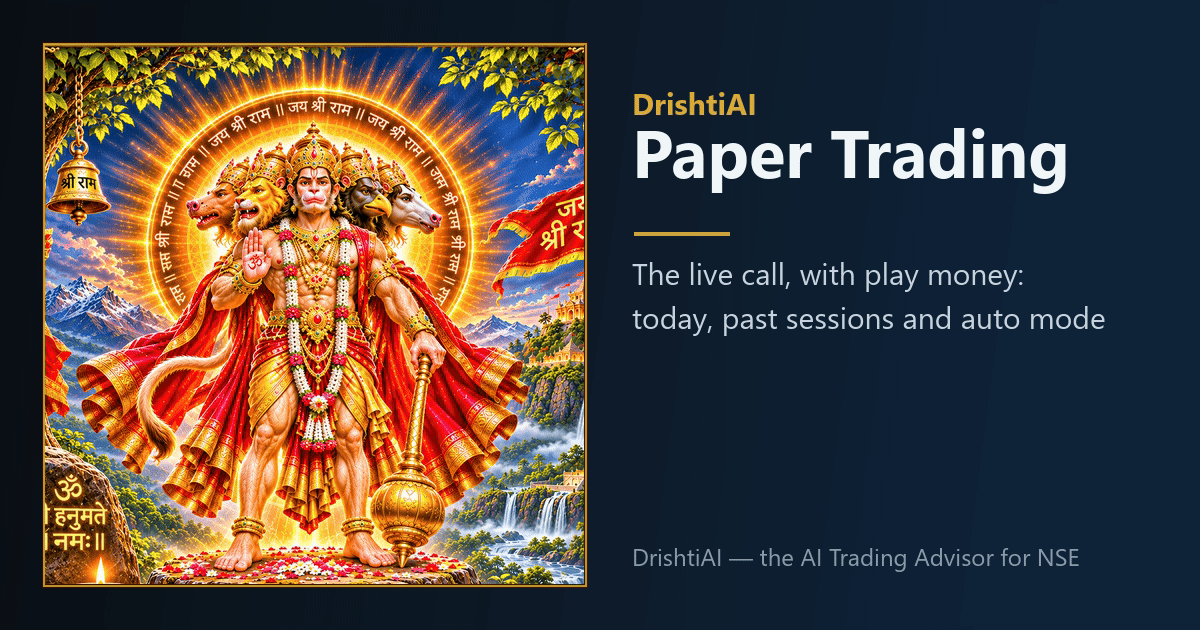 DrishtiAI
Paper Trading
The live call, with play money:
today, past sessions and auto mode
DrishtiAI — the AI Trading Advisor for NSE
जय श्री राम ॥ जय श्री राम ॥ जय श्री राम
श्री राम
जय
श्री
ॐ
ॐ
हनुमते
नमः॥